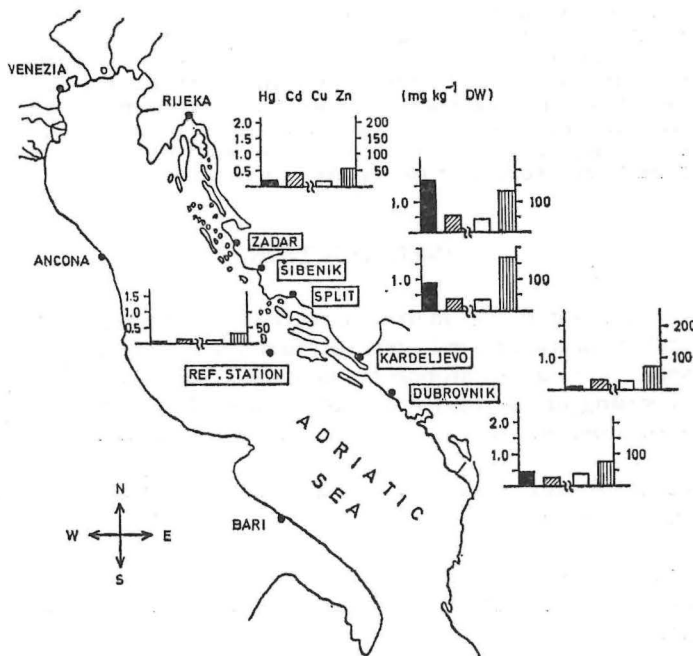 VENEZIA
RIJEKA
Hg Cd Cu Zn (mg kg⁻¹ DW)
2.0 200
1.5 150
1.0 100
0.5 50
1.0 100
ZADAR
ŠIBENIK
ANCONA
1.0 100
SPLIT
1.5
1.0
0.5 50
200
KARDELJEVO
1.0 100
REF. STATION
DUBROVNIK
2.0
1.0 100
ADRIATIC
SEA
N
W E
S
BARI